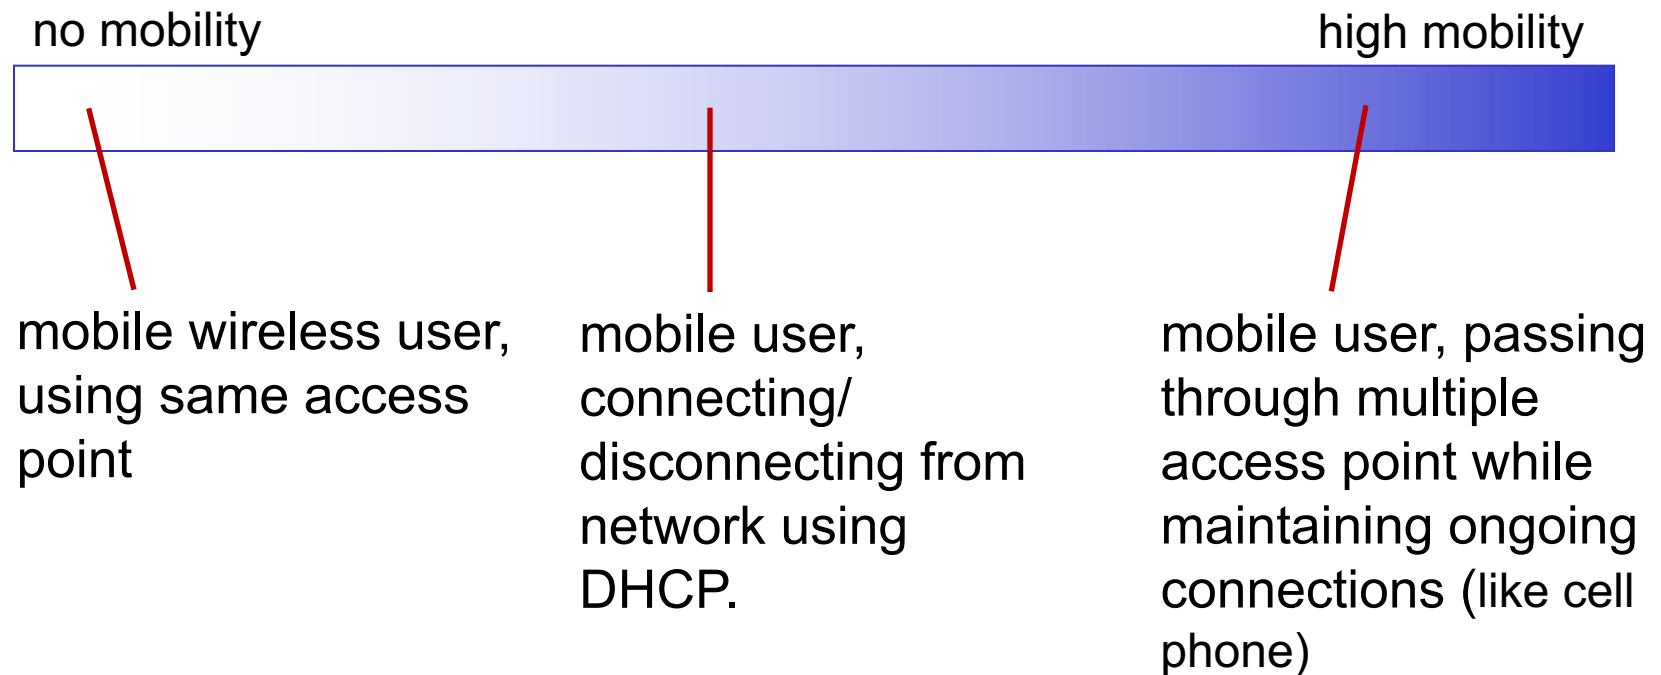 no mobility
high mobility
mobile wireless user,
using same access
point
mobile user,
connecting/
disconnecting from
network using
DHCP.
mobile user, passing
through multiple
access point while
maintaining ongoing
connections (like cell
phone)